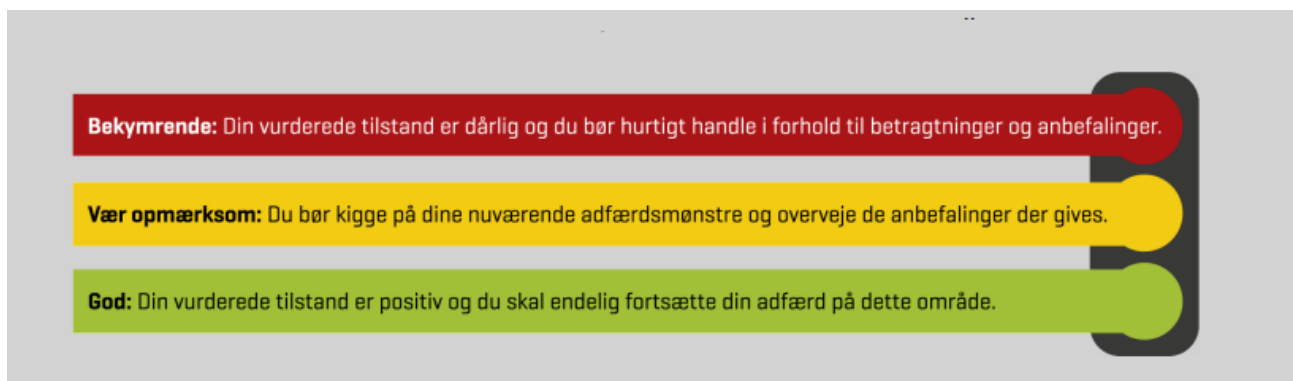 Bekymrende: Din vurderede tilstand er dårlig og du bør hurtigt handle i forhold til betragtninger og anbefalinger.
Vær opmærksom: Du bør kigge på dine nuværende adfærdsmønstre og overveje de anbefalinger der gives.
God: Din vurderede tilstand er positiv og du skal endelig fortsætte din adfærd på dette område.